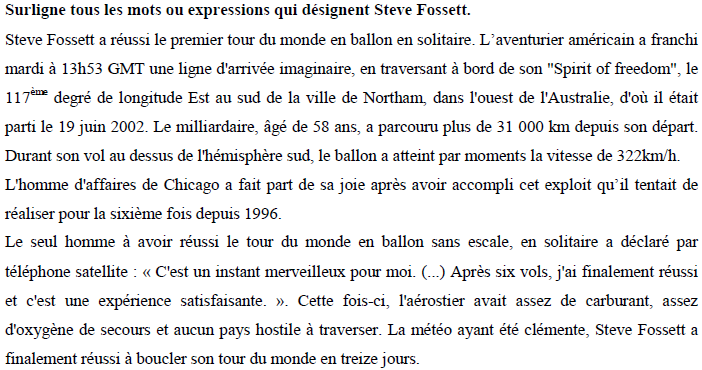 Surligne tous les mots ou expressions qui désignent Steve Fossett.
Steve Fossett a réussi le premier tour du monde en ballon en solitaire. L’aventurier américain a franchi
mardi à 13h53 GMT une ligne d'arrivée imaginaire, en traversant à bord de son "Spirit of freedom", le
117ème degré de longitude Est au sud de la ville de Northam, dans l'ouest de l'Australie, d'où il était
parti le 19 juin 2002. Le milliardaire, âgé de 58 ans, a parcouru plus de 31 000 km depuis son départ.
Durant son vol au dessus de l'hémisphère sud, le ballon a atteint par moments la vitesse de 322km/h.
L'homme d'affaires de Chicago a fait part de sa joie après avoir accompli cet exploit qu’il tentait de
réaliser pour la sixième fois depuis 1996.
Le seul homme à avoir réussi le tour du monde en ballon sans escale, en solitaire a déclaré par
téléphone satellite : « C'est un instant merveilleux pour moi. (...) Après six vols, j'ai finalement réussi
et c'est une expérience satisfaisante. ». Cette fois-ci, l'aérostier avait assez de carburant, assez
d'oxygène de secours et aucun pays hostile à traverser. La météo ayant été clémente, Steve Fossett a
finalement réussi à boucler son tour du monde en treize jours.